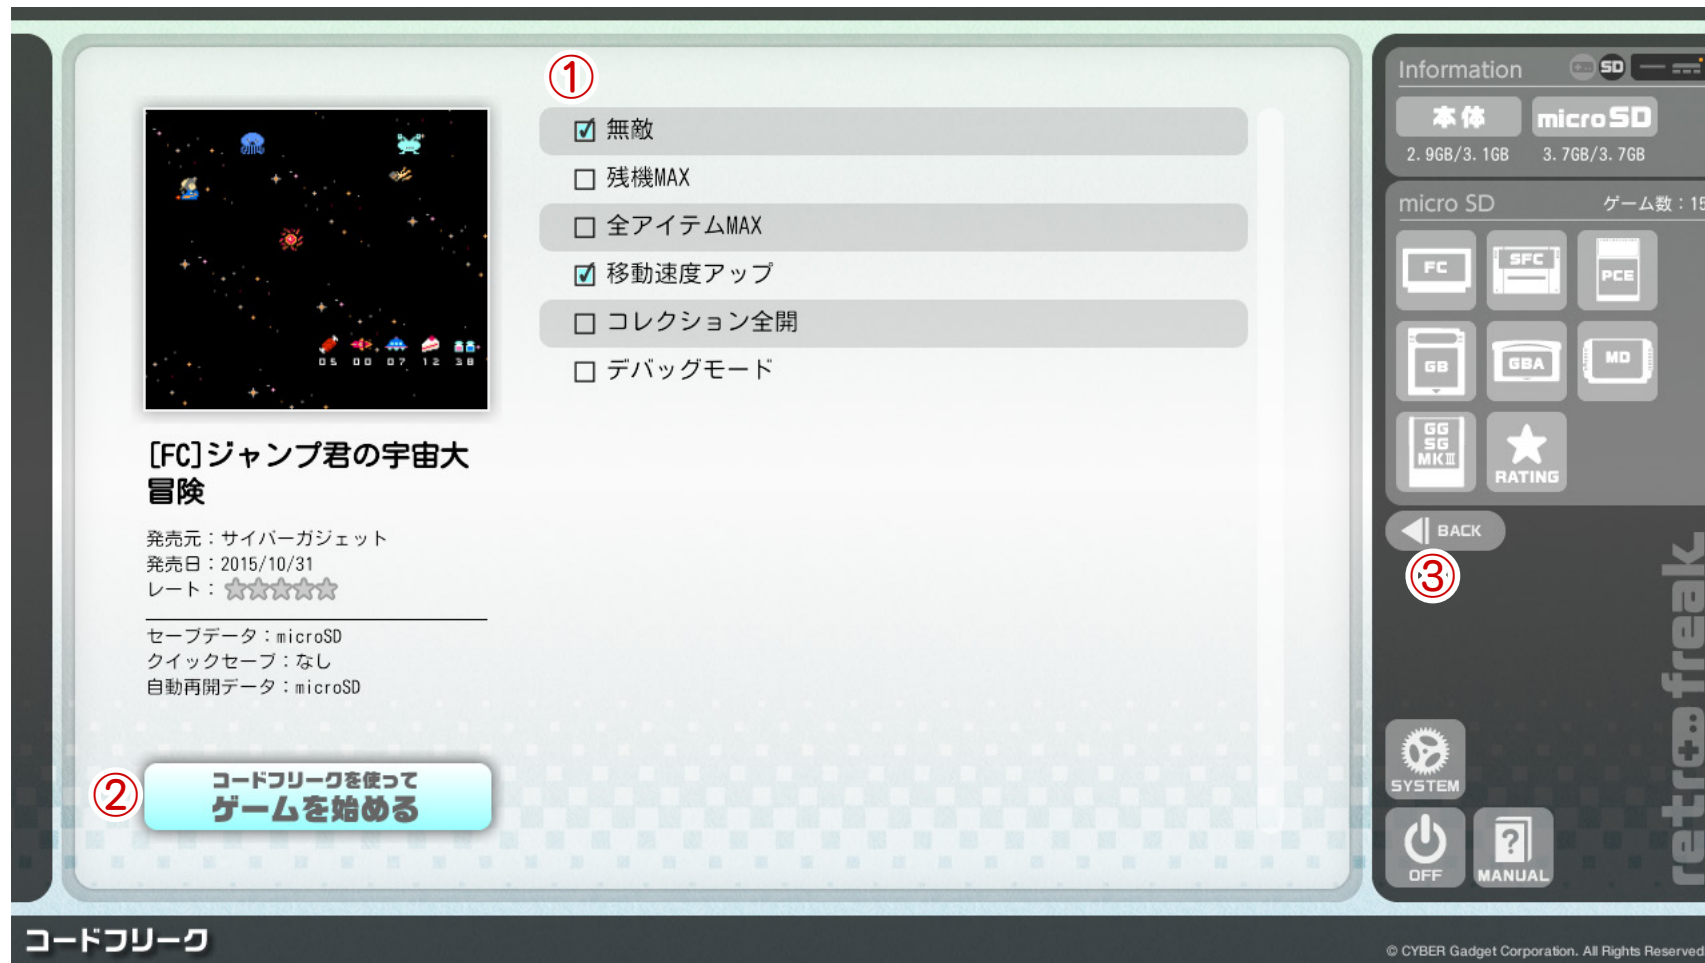 ①
☑ 無敵
☐ 残機MAX
☐ 全アイテムMAX
☑ 移動速度アップ
☐ コレクション全開
☐ デバッグモード
05 00 07 12 38
[FC]ジャンプ君の宇宙大
冒険
発売元：サイバーガジェット
発売日：2015/10/31
レート：☆☆☆☆☆
セーブデータ：microSD
クイックセーブ：なし
自動再開データ：microSD
②
コードフリークを使って
ゲームを始める
Information
SD
本体 microSD
2.9GB/3.1GB 3.7GB/3.7GB
micro SD ゲーム数：15
FC SFC PCE
GB GBA MD
GG
SG
MKⅢ
RATING
BACK
③
retro freak
SYSTEM
OFF MANUAL
コードフリーク
© CYBER Gadget Corporation. All Rights Reserved